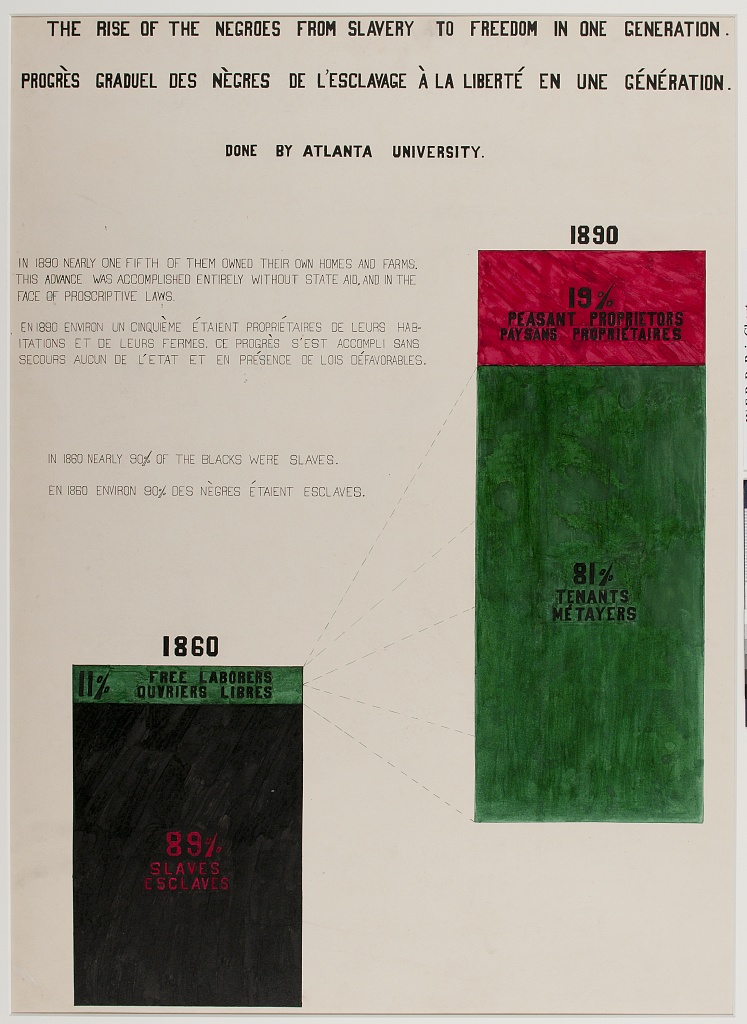 THE RISE OF THE NEGROES FROM SLAVERY TO FREEDOM IN ONE GENERATION.
PROGRÈS GRADUEL DES NÈGRES DE L'ESCLAVAGE À LA LIBERTÉ EN UNE GÉNÉRATION.
DONE BY ATLANTA UNIVERSITY.
IN 1890 NEARLY ONE FIFTH OF THEM OWNED THEIR OWN HOMES AND FARMS.
THIS ADVANCE WAS ACCOMPLISHED ENTIRELY WITHOUT STATE AID, AND IN THE
FACE OF PROSCRIPTIVE LAWS.
EN 1890 ENVIRON UN CINQUIÈME ÉTAIENT PROPRIÉTAIRES DE LEURS HAB-
ITATIONS ET DE LEURS FERMES. CE PROGRÈS S'EST ACCOMPLI SANS
SECOURS AUCUN DE L'ETAT ET EN PRÉSENCE DE LOIS DÉFAVORABLES.
IN 1860 NEARLY 90% OF THE BLACKS WERE SLAVES.
EN 1860 ENVIRON 90% DES NÈGRES ÉTAIENT ESCLAVES.
1890
19%
PEASANT PROPRIETORS
PAYSANS PROPRIÉTAIRES
81%
TENANTS
MÉTAYERS
1860
11%
FREE LABORERS
OUVRIERS LIBRES
89%
SLAVES
ESCLAVES